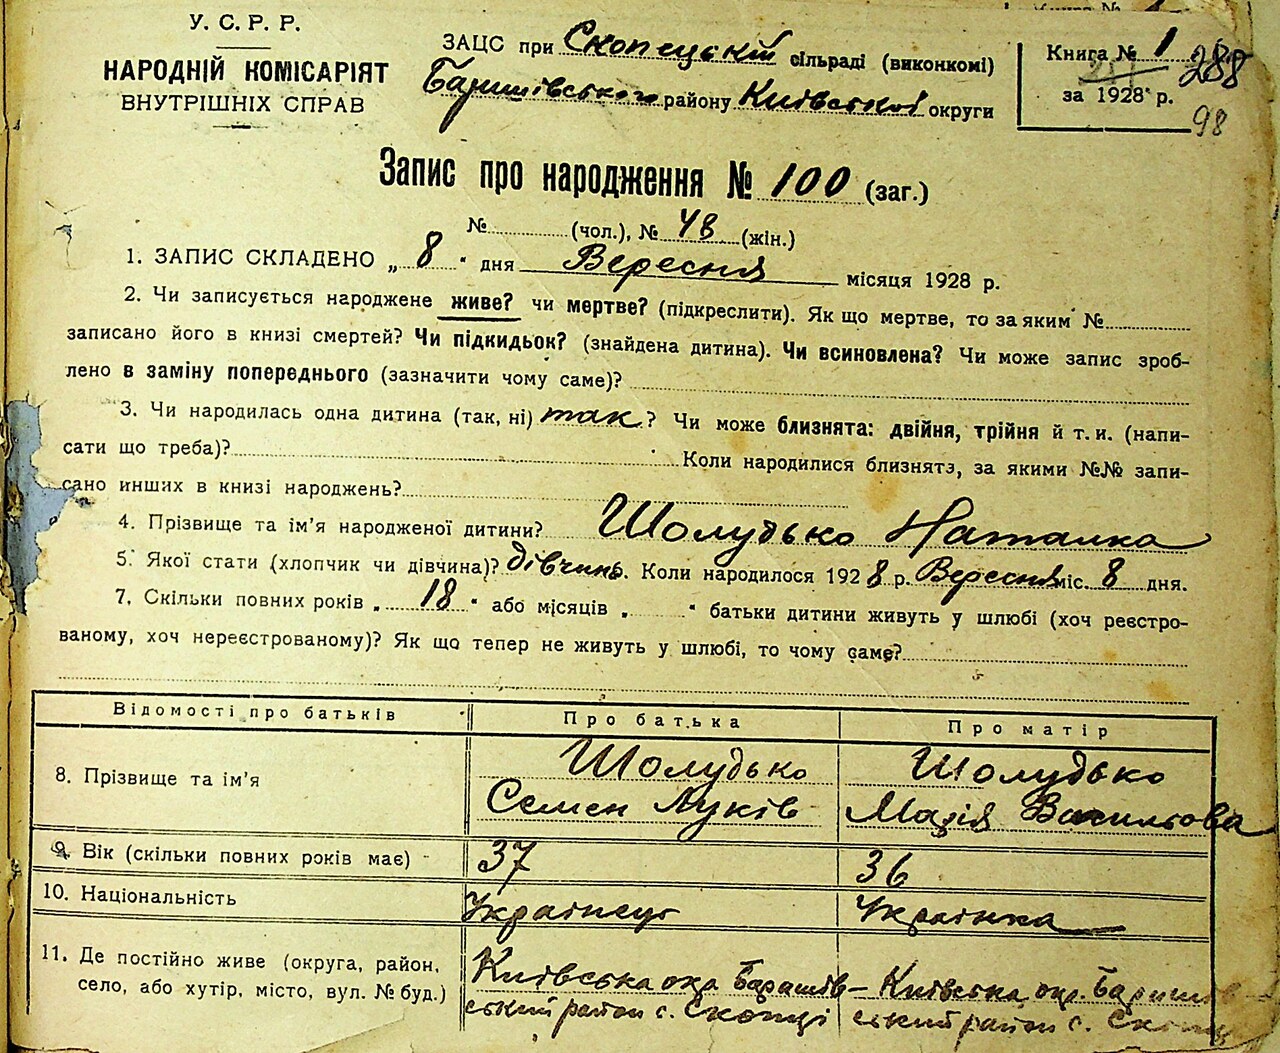 У. С. Р. Р.
НАРОДНІЙ КОМІСАРІЯТ
ВНУТРІШНІХ СПРАВ
ЗАЦС при Скопецькій сільраді (виконкомі)
Баришівського району Київської округи
Книга № 1 288
за 1928 р.
98
Запис про народження № 100 (заг.)
№ (чол.), № 48 (жін.)
1. ЗАПИС СКЛАДЕНО „ 8 " дня Вересня місяця 1928 р.
2. Чи записується народжене живе? чи мертве? (підкреслити). Як що мертве, то за яким №
записано його в книзі смертей? Чи підкидьок? (знайдена дитина). Чи всиновлена? Чи може запис зроб-
лено в заміну попереднього (зазначити чому саме)?
3. Чи народилась одна дитина (так, ні) так ? Чи може близнята: двійня, трійня й т. и. (напи-
сати що треба)? Коли народилися близнята, за якими №№ запи-
сано инших в книзі народжень?
4. Прізвище та ім'я народженої дитини? Шолудько Наталка
5. Якої стати (хлопчик чи дівчина)? дівчина. Коли народилося 1928 р. Вересня міс. 8 дня.
7. Скільки повних років „ 18 " або місяців „ " батьки дитини живуть у шлюбі (хоч реєстро-
ваному, хоч нереєстрованому)? Як що тепер не живуть у шлюбі, то чому саме?
Відомості про батьків Про батька Про матір
8. Прізвище та ім'я Шолудько Шолудько
Семен Луків Марія Васильова
9. Вік (скільки повних років має) 37 36
10. Національність Українець Українка
11. Де постійно живе (округа, район, Київська окр Баришів- Київська окр. Баришів-
село, або хутір, місто, вул. № буд.) ський район с. Скопці ський район с. Скопці